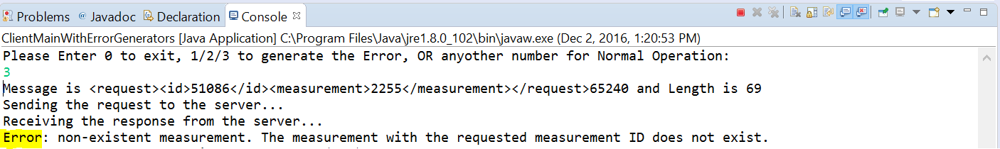 Problems @ Javadoc Declaration Console
ClientMainWithErrorGenerators [Java Application] C:\Program Files\Java\jre1.8.0_102\bin\javaw.exe (Dec 2, 2016, 1:20:53 PM)
Please Enter 0 to exit, 1/2/3 to generate the Error, OR anyother number for Normal Operation:
3
Message is <request><id>51086</id><measurement>2255</measurement></request>65240 and Length is 69
Sending the request to the server...
Receiving the response from the server...
Error: non-existent measurement. The measurement with the requested measurement ID does not exist.